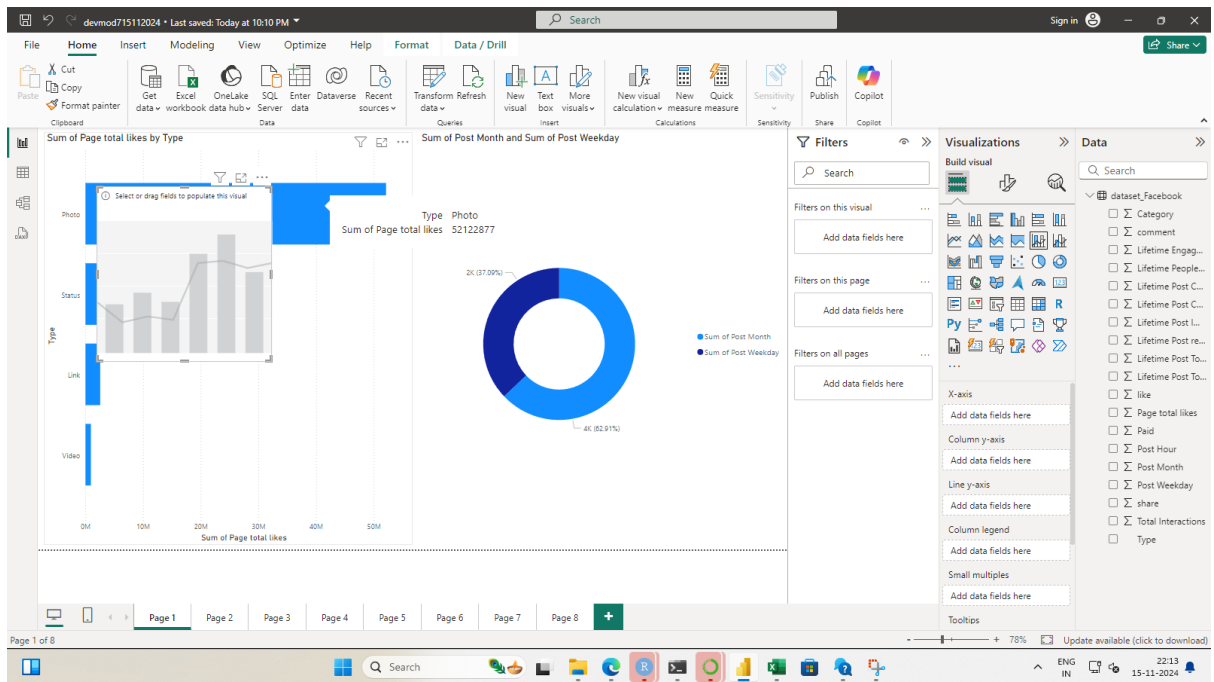 devmod715112024 • Last saved: Today at 10:10 PM
Search
Sign in
File Home Insert Modeling View Optimize Help Format Data / Drill
Share
Paste
Cut
Copy
Format painter
Clipboard
Get data
Excel workbook
OneLake data hub
SQL Server
Enter data
Dataverse
Recent sources
Data
Transform data
Refresh
Queries
New visual
Text box
More visuals
Insert
New visual calculation
New measure
Quick measure
Calculations
Sensitivity
Sensitivity
Publish
Share
Copilot
Copilot
Sum of Page total likes by Type
Select or drag fields to populate this visual
Type
Photo
Status
Link
Video
0M 10M 20M 30M 40M 50M
Sum of Page total likes
Type Photo
Sum of Page total likes 52122877
Sum of Post Month and Sum of Post Weekday
2K (37.09%)
4K (62.91%)
Sum of Post Month
Sum of Post Weekday
Filters
Search
Filters on this visual
Add data fields here
Filters on this page
Add data fields here
Filters on all pages
Add data fields here
Visualizations
Build visual
123
R
Py
X-axis
Add data fields here
Column y-axis
Add data fields here
Line y-axis
Add data fields here
Column legend
Add data fields here
Small multiples
Add data fields here
Tooltips
Data
Search
dataset_Facebook
Category
comment
Lifetime Engag...
Lifetime People...
Lifetime Post C...
Lifetime Post C...
Lifetime Post I...
Lifetime Post re...
Lifetime Post To...
Lifetime Post To...
like
Page total likes
Paid
Post Hour
Post Month
Post Weekday
share
Total Interactions
Type
Page 1 Page 2 Page 3 Page 4 Page 5 Page 6 Page 7 Page 8
Page 1 of 8
78%
Update available (click to download)
Search
ENG
IN
22:13
15-11-2024